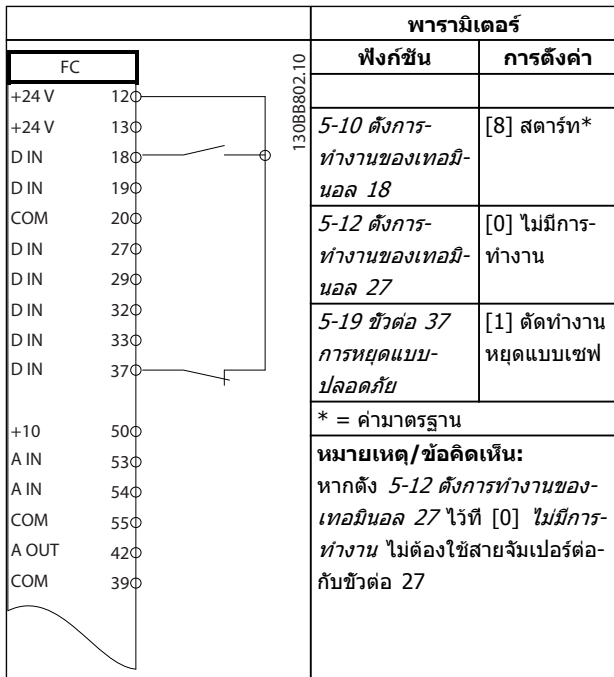 FC
+24 V 12
+24 V 13
D IN 18
D IN 19
COM 20
D IN 27
D IN 29
D IN 32
D IN 33
D IN 37
+10 50
A IN 53
A IN 54
COM 55
A OUT 42
COM 39
130BB802.10
พารามิเตอร์
ฟังก์ชัน การตั้งค่า
5-10 ตั้งการ-
ทำงานของเทอมิ-
นอล 18
[8] สตาร์ท*
5-12 ตั้งการ-
ทำงานของเทอมิ-
นอล 27
[0] ไม่มีการ-
ทำงาน
5-19 ขั้วต่อ 37
การหยุดแบบ-
ปลอดภัย
[1] ตัดทำงาน
หยุดแบบเซฟ
* = ค่ามาตรฐาน
หมายเหตุ/ข้อคิดเห็น:
หากตั้ง 5-12 ตั้งการทำงานของ-
เทอมินอล 27 ไว้ที่ [0] ไม่มีการ-
ทำงาน ไม่ต้องใช้สายจัมเปอร์ต่อ-
กับขั้วต่อ 27